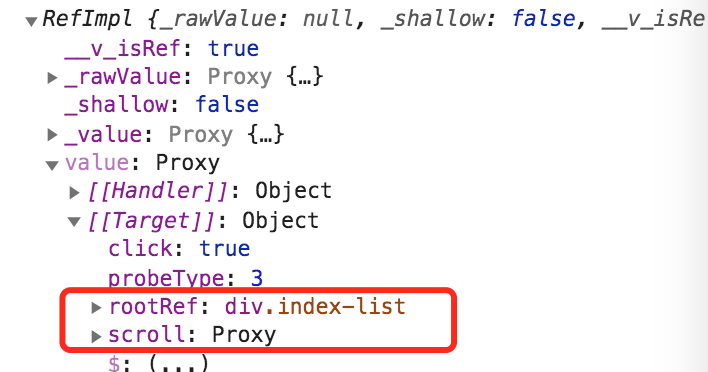 RefImpl {_rawValue: null, _shallow: false, __v_isRe
__v_isRef: true
_rawValue: Proxy {…}
_shallow: false
_value: Proxy {…}
value: Proxy
[[Handler]]: Object
[[Target]]: Object
click: true
probeType: 3
rootRef: div.index-list
scroll: Proxy
$: (...)